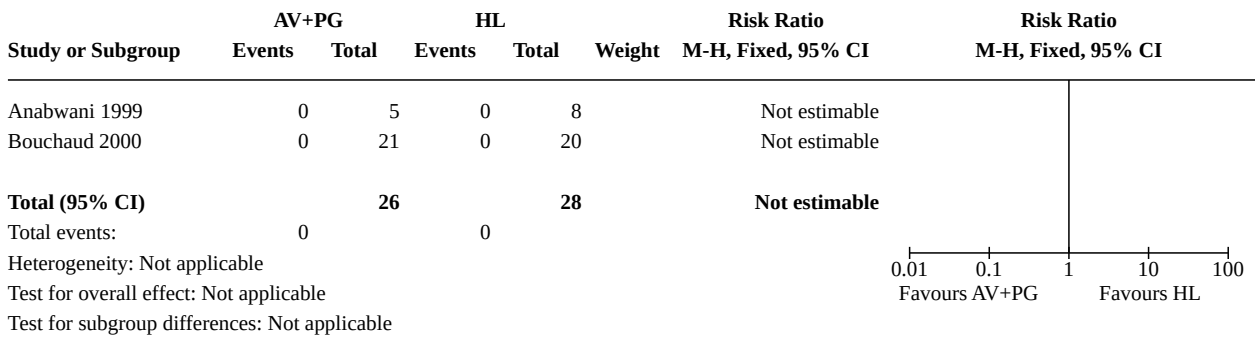 AV+PG HL Risk Ratio Risk Ratio
Study or Subgroup Events Total Events Total Weight M-H, Fixed, 95% CI M-H, Fixed, 95% CI
Anabwani 1999 0 5 0 8 Not estimable
Bouchaud 2000 0 21 0 20 Not estimable
Total (95% CI) 26 28 Not estimable
Total events: 0 0
Heterogeneity: Not applicable
0.01 0.1 1 10 100
Test for overall effect: Not applicable
Favours AV+PG Favours HL
Test for subgroup differences: Not applicable